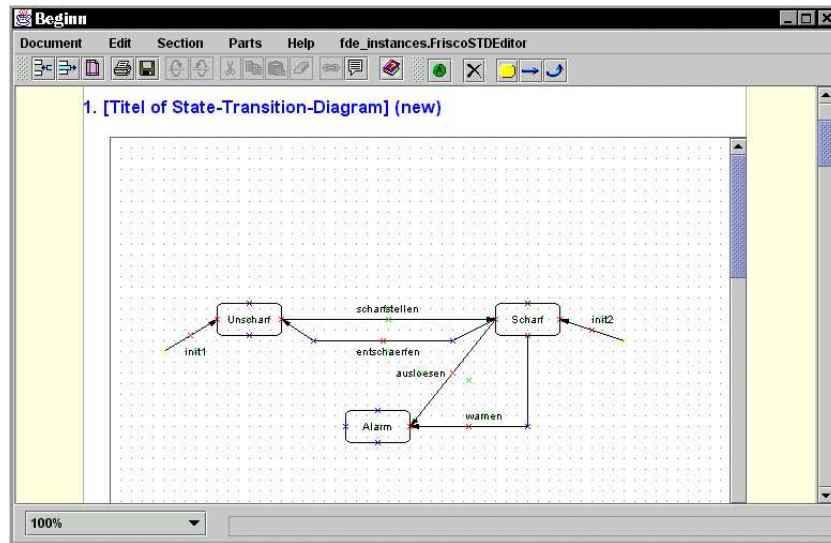 Beginn
Document Edit Section Parts Help fde_instances.FriscoSTDEditor
1. [Titel of State-Transition-Diagram] (new)
scharfstellen
Unscharf
Scharf
init2
init1
entschaerfen
ausloesen
warnen
Alarm
100%